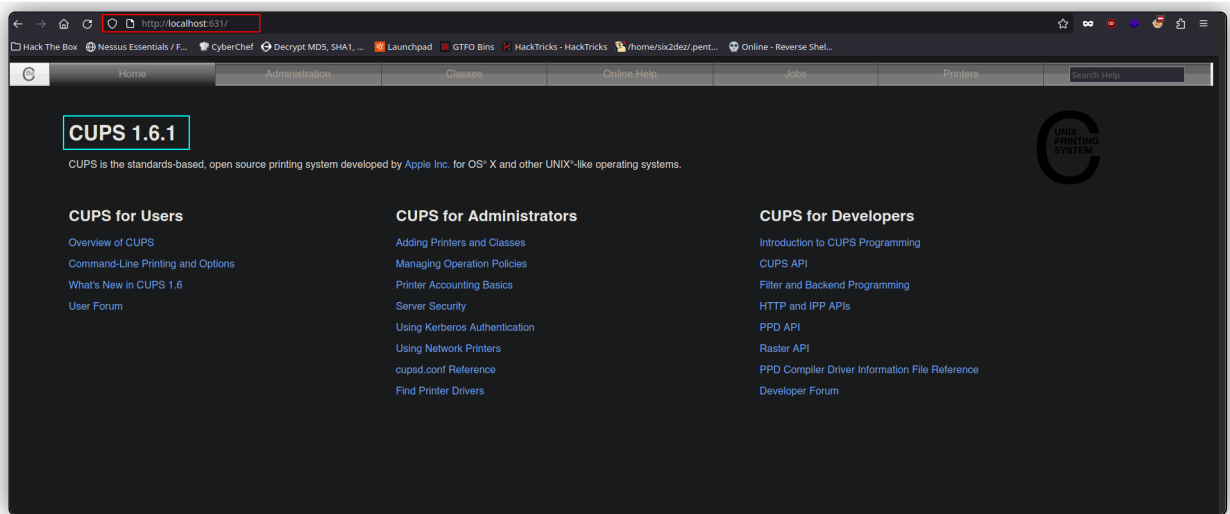 http://localhost:631/
Hack The Box Nessus Essentials / F... CyberChef Decrypt MD5, SHA1, ... Launchpad GTFO Bins HackTricks - HackTricks /home/six2dez/.pent... Online - Reverse Shel...
Home Administration Classes Online Help Jobs Printers Search Help
CUPS 1.6.1
CUPS is the standards-based, open source printing system developed by Apple Inc. for OS® X and other UNIX®-like operating systems.
UNIX
PRINTING
SYSTEM
CUPS for Users
Overview of CUPS
Command-Line Printing and Options
What's New in CUPS 1.6
User Forum
CUPS for Administrators
Adding Printers and Classes
Managing Operation Policies
Printer Accounting Basics
Server Security
Using Kerberos Authentication
Using Network Printers
cupsd.conf Reference
Find Printer Drivers
CUPS for Developers
Introduction to CUPS Programming
CUPS API
Filter and Backend Programming
HTTP and IPP APIs
PPD API
Raster API
PPD Compiler Driver Information File Reference
Developer Forum